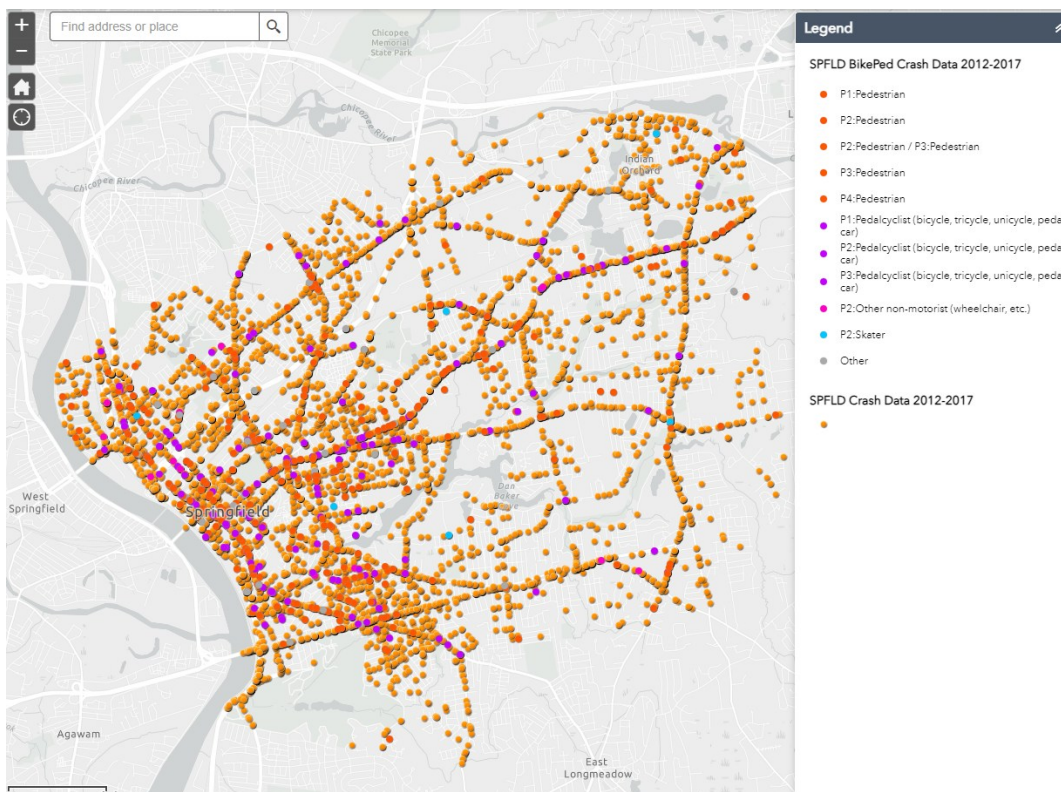 +
Find address or place
−
Chicopee
Memorial
State Park
Chicopee River
Chicopee River
Indian
Orchard
West
Springfield
Springfield
Dan
Baker
Cove
Agawam
East
Longmeadow
L
Legend
SPFLD BikePed Crash Data 2012-2017
P1:Pedestrian
P2:Pedestrian
P2:Pedestrian / P3:Pedestrian
P3:Pedestrian
P4:Pedestrian
P1:Pedalcyclist (bicycle, tricycle, unicycle, peda
car)
P2:Pedalcyclist (bicycle, tricycle, unicycle, peda
car)
P3:Pedalcyclist (bicycle, tricycle, unicycle, peda
car)
P2:Other non-motorist (wheelchair, etc.)
P2:Skater
Other
SPFLD Crash Data 2012-2017